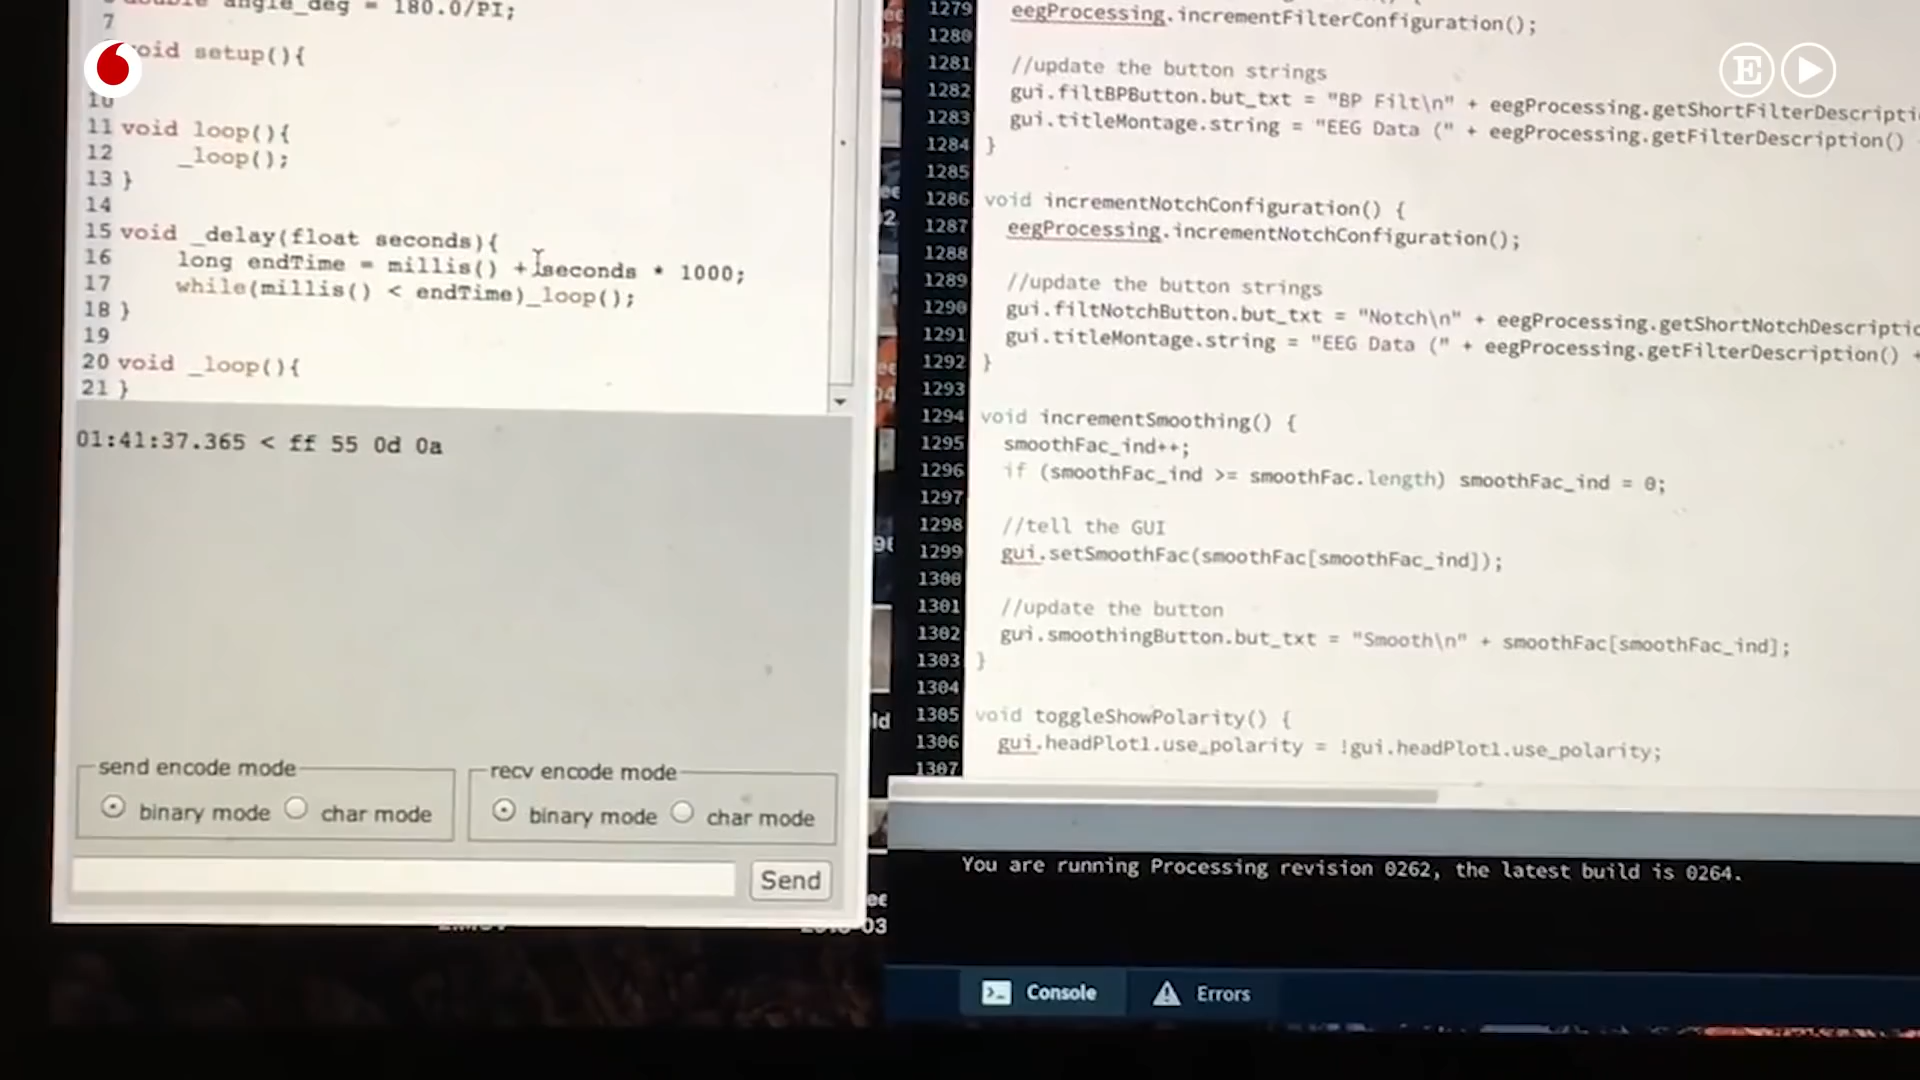 angle_deg = 180.0/PI;
7
void setup(){
10
11 void loop(){
12 _loop();
13 }
14
15 void _delay(float seconds){
16 long endTime = millis() + seconds * 1000;
17 while(millis() < endTime)_loop();
18 }
19
20 void _loop(){
21 }
01:41:37.365 < ff 55 0d 0a
send encode mode
binary mode
char mode
recv encode mode
binary mode
char mode
Send
1279 eegProcessing.incrementFilterConfiguration();
1280
1281 //update the button strings
1282 gui.filtBPButton.but_txt = "BP Filt\n" + eegProcessing.getShortFilterDescripti
1283 gui.titleMontage.string = "EEG Data (" + eegProcessing.getFilterDescription()
1284 }
1285
1286 void incrementNotchConfiguration() {
1287 eegProcessing.incrementNotchConfiguration();
1288
1289 //update the button strings
1290 gui.filtNotchButton.but_txt = "Notch\n" + eegProcessing.getShortNotchDescriptio
1291 gui.titleMontage.string = "EEG Data (" + eegProcessing.getFilterDescription() +
1292 }
1293
1294 void incrementSmoothing() {
1295 smoothFac_ind++;
1296 if (smoothFac_ind >= smoothFac.length) smoothFac_ind = 0;
1297
1298 //tell the GUI
1299 gui.setSmoothFac(smoothFac[smoothFac_ind]);
1300
1301 //update the button
1302 gui.smoothingButton.but_txt = "Smooth\n" + smoothFac[smoothFac_ind];
1303 }
1304
1305 void toggleShowPolarity() {
1306 gui.headPlot1.use_polarity = !gui.headPlot1.use_polarity;
1307
You are running Processing revision 0262, the latest build is 0264.
Console
Errors
E